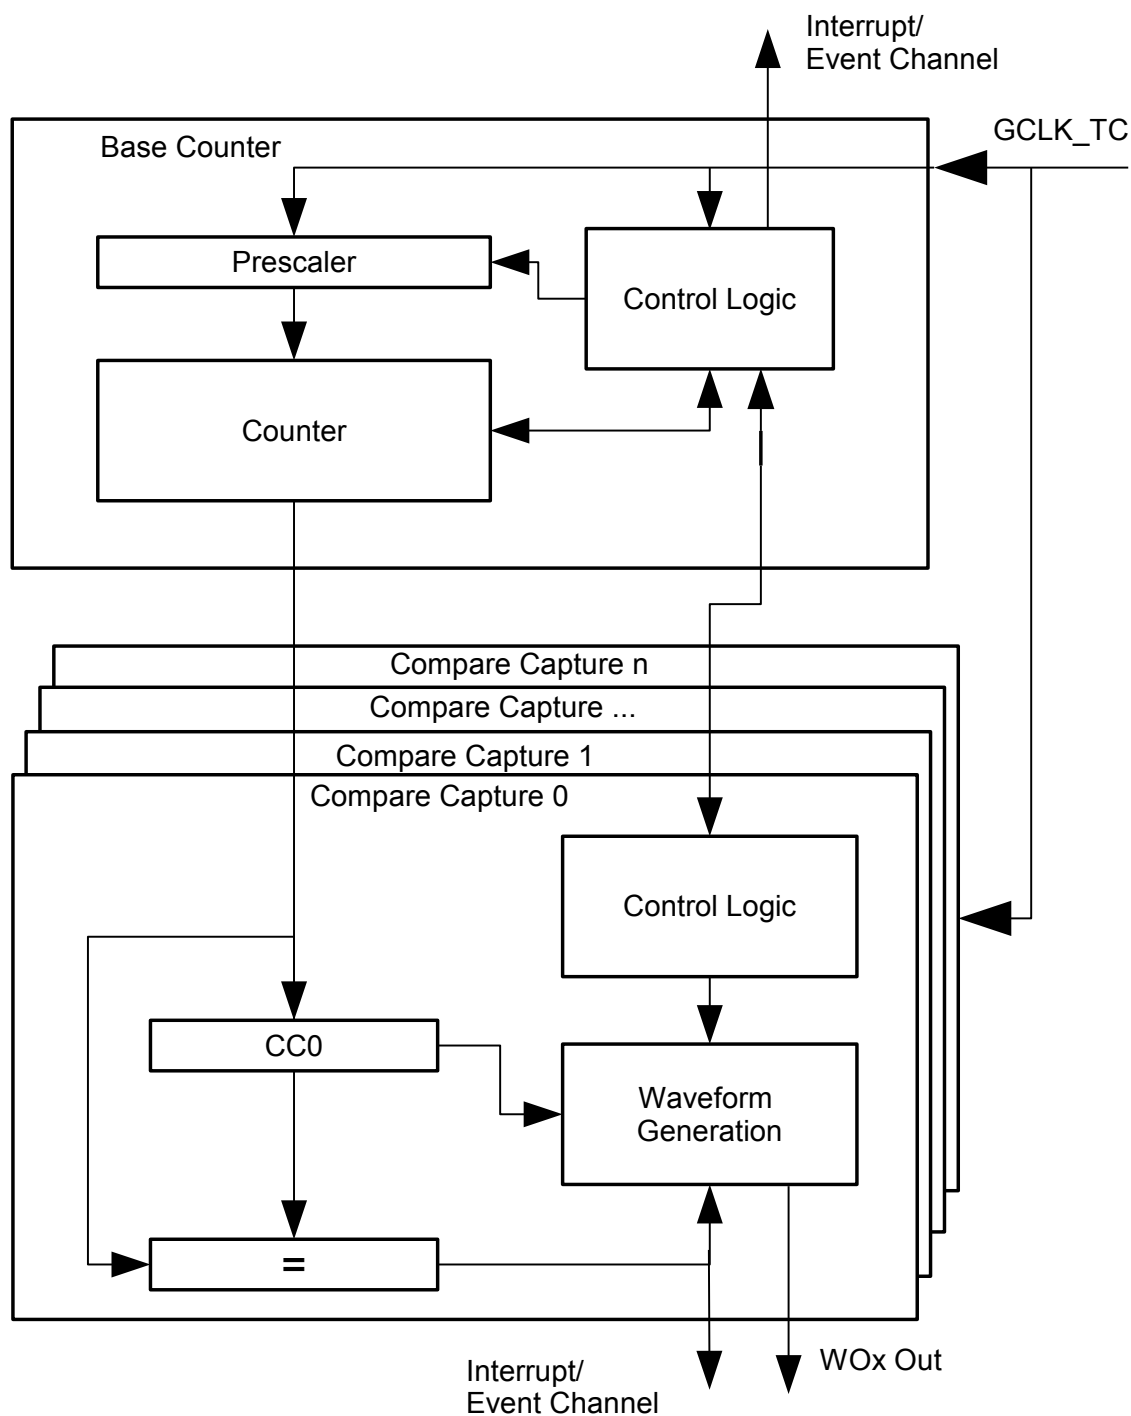 Interrupt/
Event Channel
GCLK_TC
Base Counter
Prescaler
Control Logic
Counter
Compare Capture n
Compare Capture ...
Compare Capture 1
Compare Capture 0
Control Logic
CC0
Waveform
Generation
=
WOx Out
Interrupt/
Event Channel